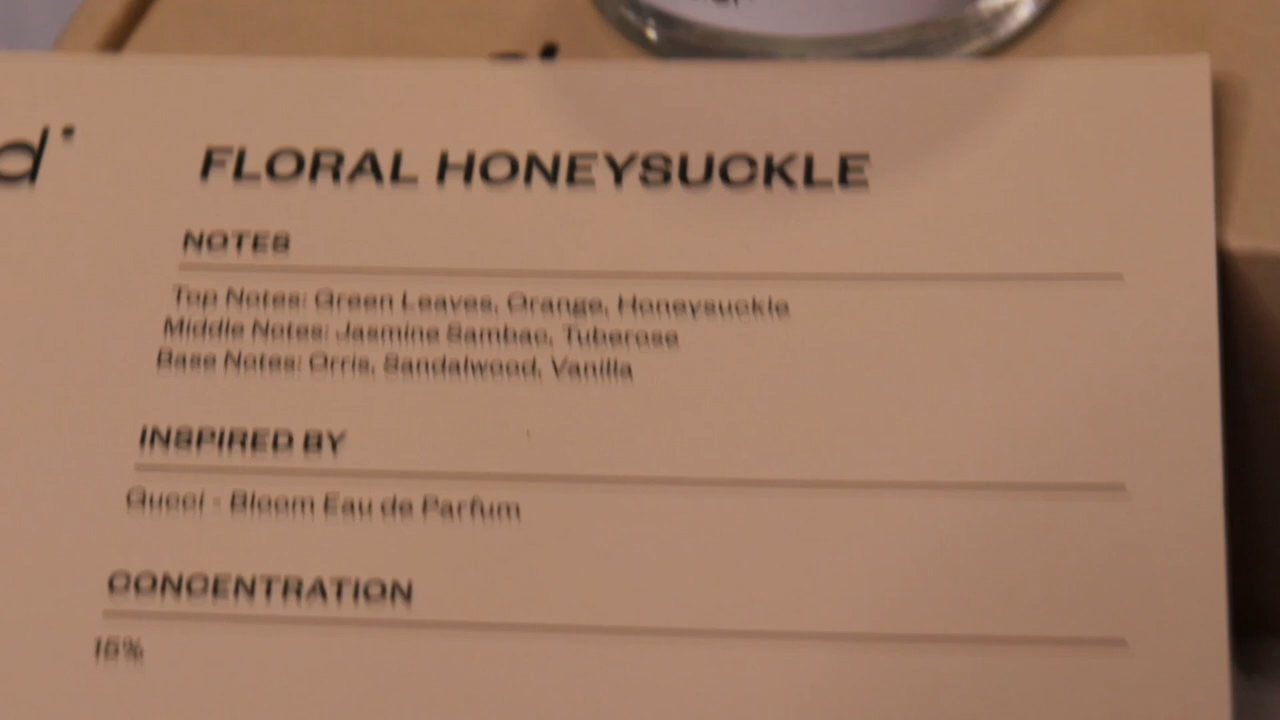 FLORAL HONEYSUCKLE
NOTES
Top Notes: Green Leaves, Orange, Honeysuckle
Middle Notes: Jasmine Sambac, Tuberose
Base Notes: Orris, Sandalwood, Vanilla
INSPIRED BY
Gucci - Bloom Eau de Parfum
CONCENTRATION
15%